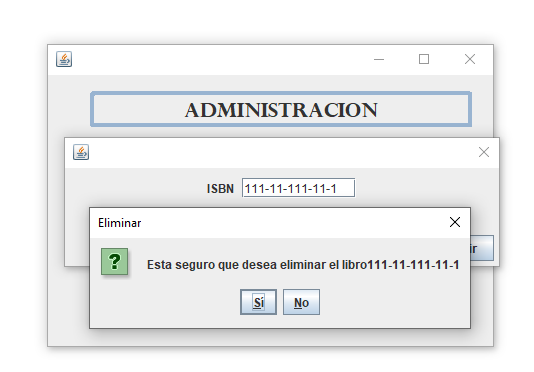 ADMINISTRACION
ISBN 111-11-111-11-1
Eliminar
Esta seguro que desea eliminar el libro111-11-111-11-1
Sí No